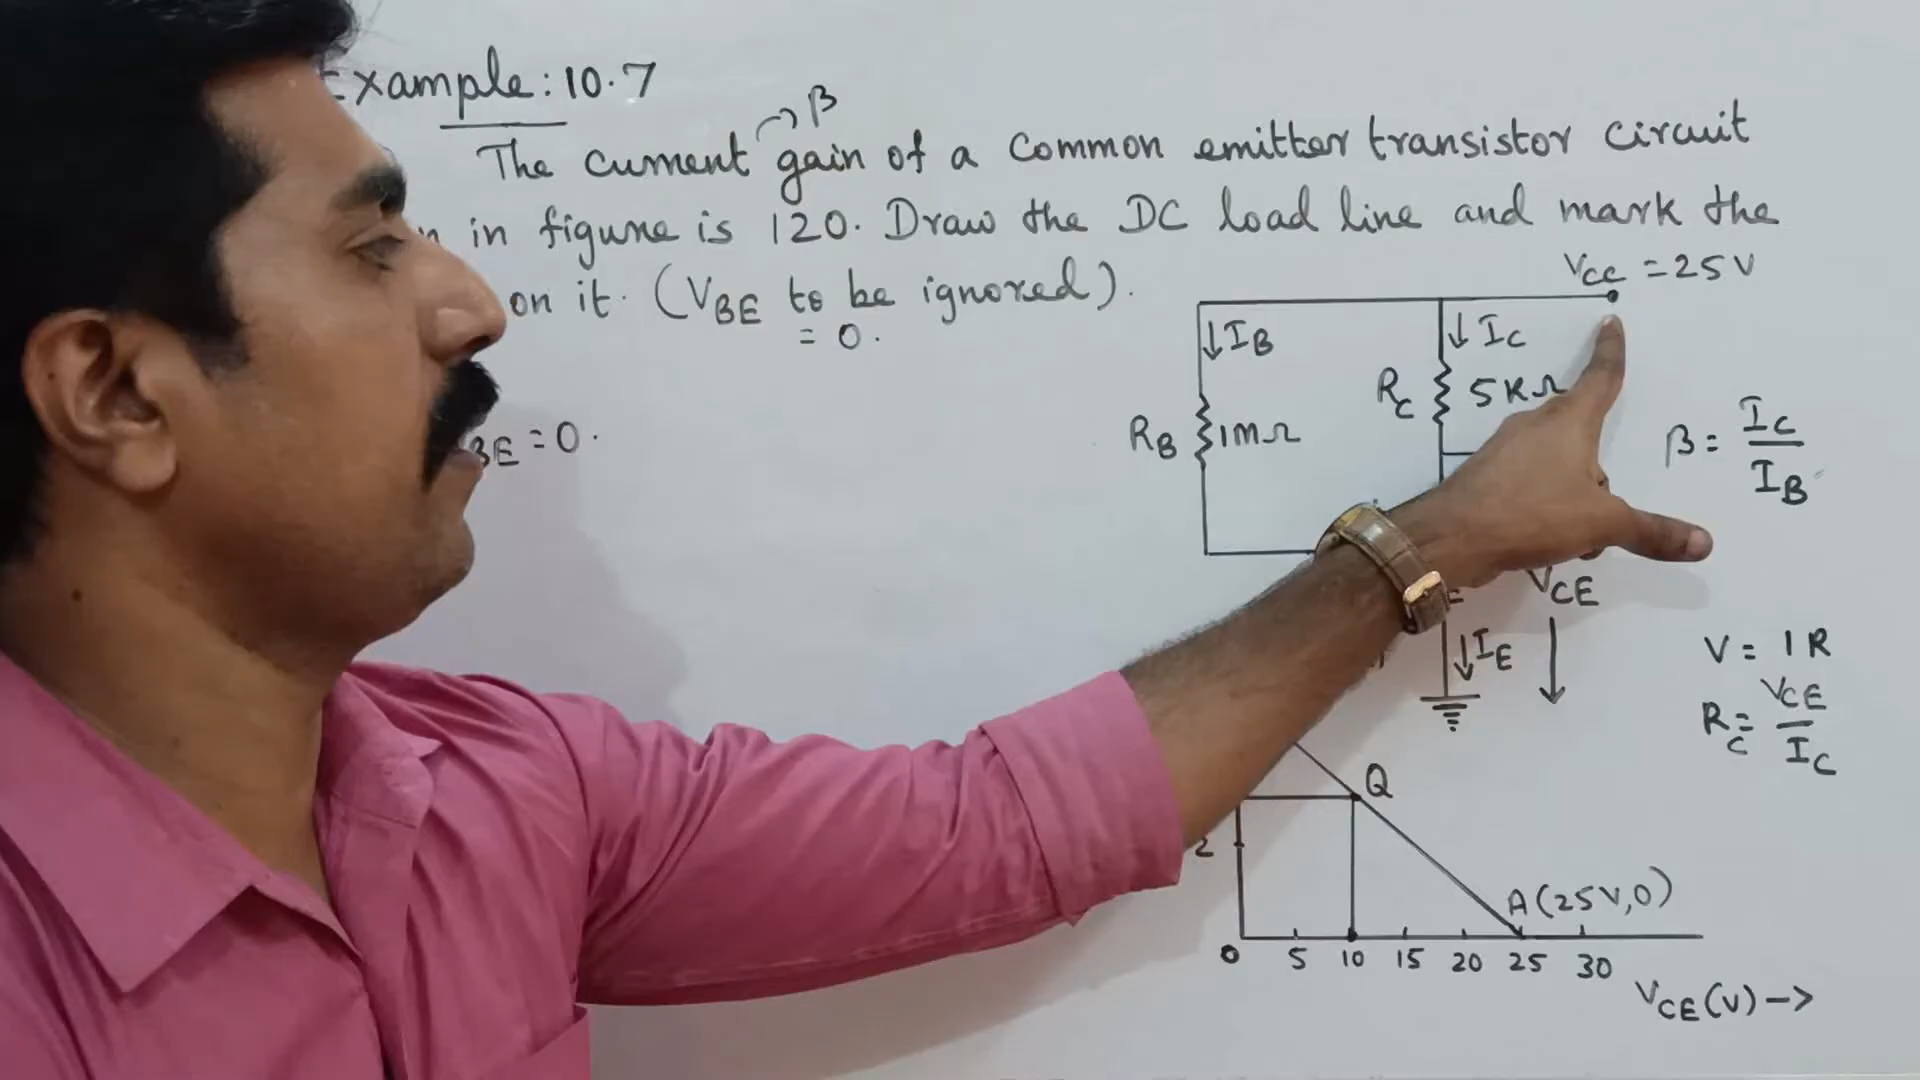 Example: 10.7
β
The current gain of a common emitter transistor circuit
in figure is 120. Draw the DC load line and mark the
on it. (VBE to be ignored).
= 0.
VCC = 25 V
IB
IC
RC 5KΩ
RB 1MΩ
BE = 0.
β = IC / IB
VCE
IE
V = IR
RC = VCE / IC
Q
2
A (25V, 0)
0 5 10 15 20 25 30
VCE (V) ->